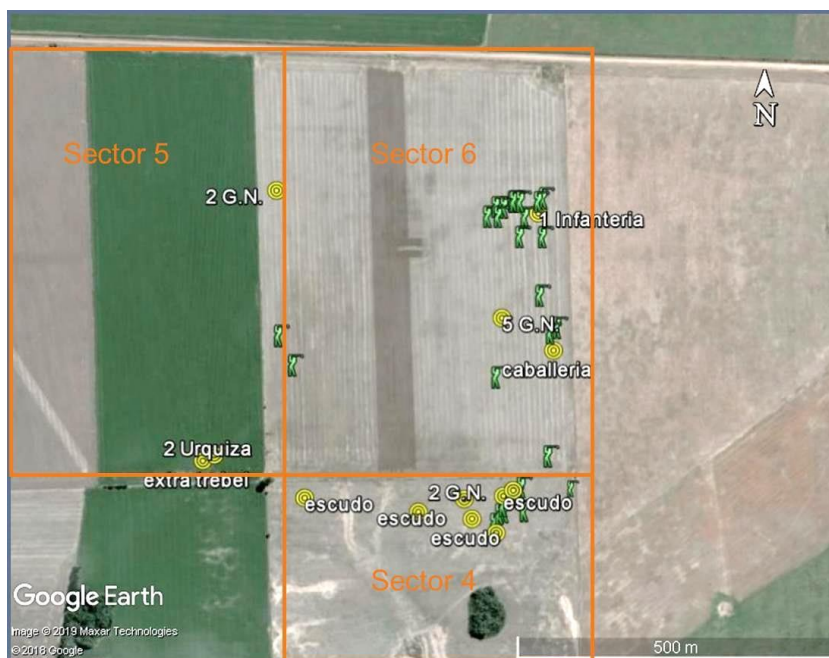 Sector 5
Sector 6
N
2 G.N.
1 Infanteria
5 G.N.
caballeria
2 Urquiza
extra trebel
2 G.N.
escudo
escudo
escudo
escudo
Sector 4
Google Earth
Image © 2019 Maxar Technologies
© 2018 Google
500 m